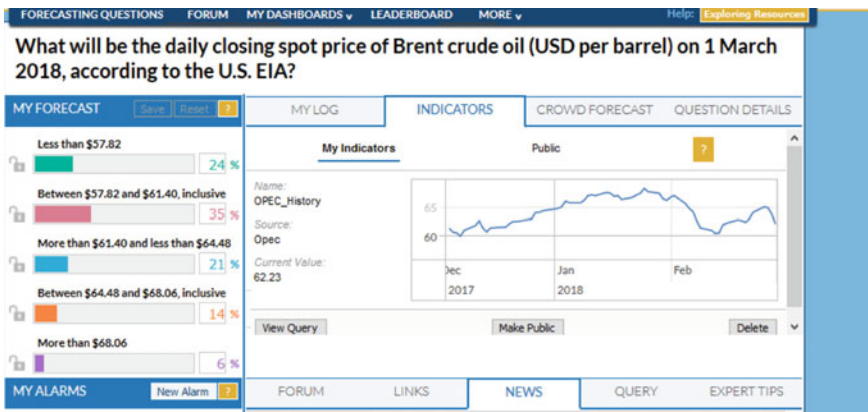 FORECASTING QUESTIONS FORUM MY DASHBOARDS v LEADERBOARD MORE v Help: Exploring Resources
What will be the daily closing spot price of Brent crude oil (USD per barrel) on 1 March
2018, according to the U.S. EIA?
MY FORECAST Save Reset ?
Less than $57.82
24 %
Between $57.82 and $61.40, inclusive
35 %
More than $61.40 and less than $64.48
21 %
Between $64.48 and $68.06, inclusive
14 %
More than $68.06
6 %
MY ALARMS New Alarm ?
MY LOG INDICATORS CROWD FORECAST QUESTION DETAILS
My Indicators Public ?
Name:
OPEC_History
Source:
Opec
Current Value:
62.23
65
60
Dec Jan Feb
2017 2018
View Query Make Public Delete
FORUM LINKS NEWS QUERY EXPERT TIPS